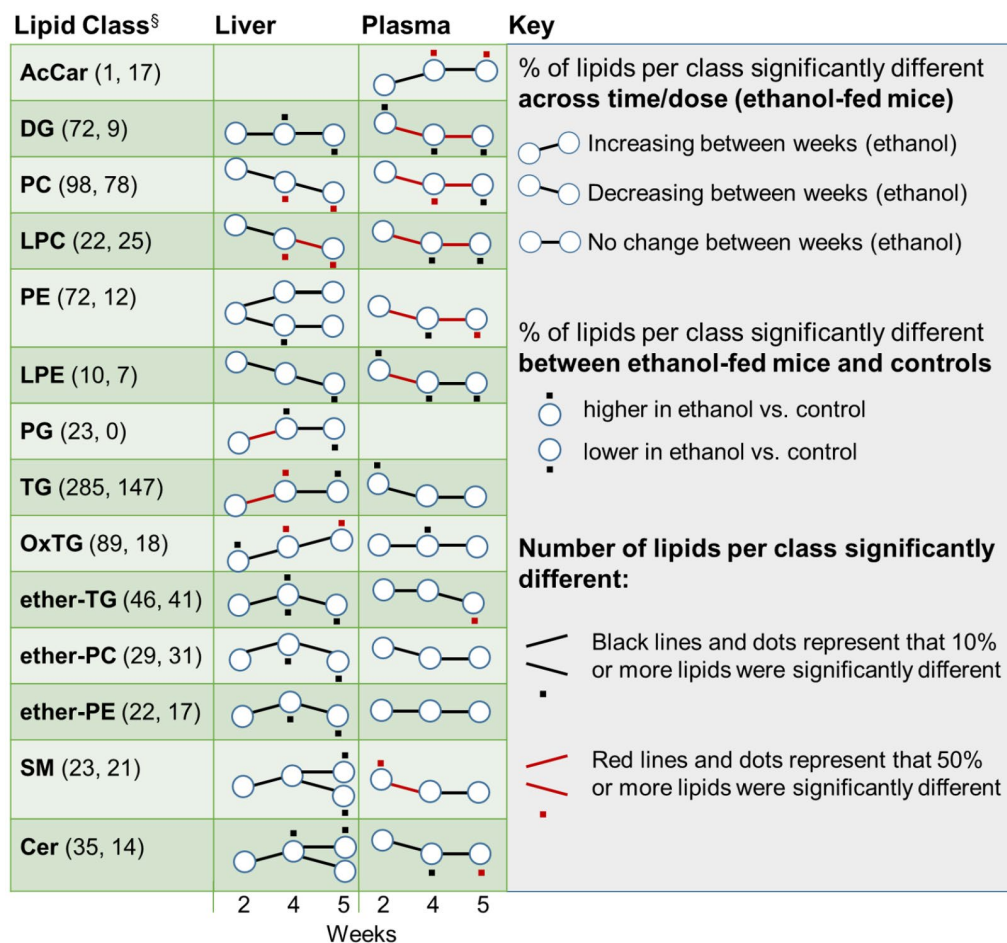 Lipid Class§ Liver Plasma Key
AcCar (1, 17)
DG (72, 9)
PC (98, 78)
LPC (22, 25)
PE (72, 12)
LPE (10, 7)
PG (23, 0)
TG (285, 147)
OxTG (89, 18)
ether-TG (46, 41)
ether-PC (29, 31)
ether-PE (22, 17)
SM (23, 21)
Cer (35, 14)
2 4 5 2 4 5
Weeks
% of lipids per class significantly different
across time/dose (ethanol-fed mice)
Increasing between weeks (ethanol)
Decreasing between weeks (ethanol)
No change between weeks (ethanol)
% of lipids per class significantly different
between ethanol-fed mice and controls
higher in ethanol vs. control
lower in ethanol vs. control
Number of lipids per class significantly
different:
Black lines and dots represent that 10%
or more lipids were significantly different
Red lines and dots represent that 50%
or more lipids were significantly different